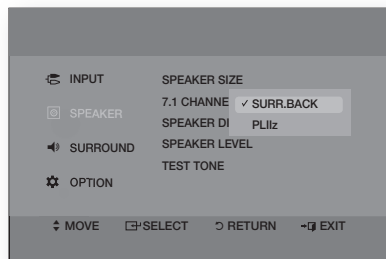 INPUT
SPEAKER
SURROUND
OPTION
SPEAKER SIZE
7.1 CHANNE
SPEAKER DI
SPEAKER LEVEL
TEST TONE
✓ SURR.BACK
PLIIz
MOVE SELECT RETURN EXIT